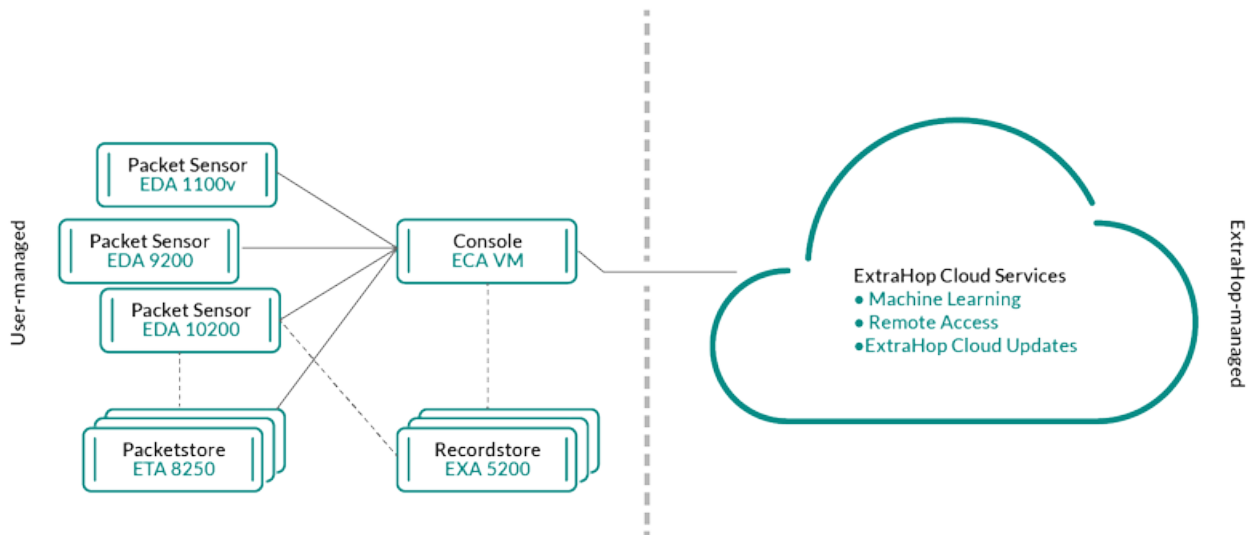 User-managed
Packet Sensor
EDA 1100v
Packet Sensor
EDA 9200
Packet Sensor
EDA 10200
Packetstore
ETA 8250
Console
ECA VM
Recordstore
EXA 5200
ExtraHop Cloud Services
● Machine Learning
● Remote Access
●ExtraHop Cloud Updates
ExtraHop-managed